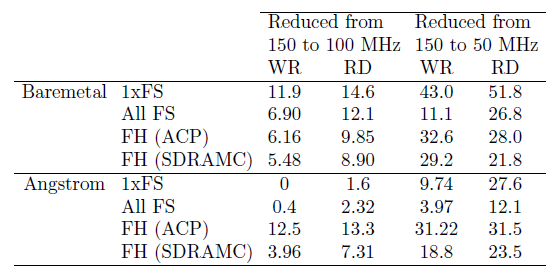 Reduced from Reduced from
150 to 100 MHz 150 to 50 MHz
WR RD WR RD
Baremetal 1xFS 11.9 14.6 43.0 51.8
All FS 6.90 12.1 11.1 26.8
FH (ACP) 6.16 9.85 32.6 28.0
FH (SDRAMC) 5.48 8.90 29.2 21.8
Angstrom 1xFS 0 1.6 9.74 27.6
All FS 0.4 2.32 3.97 12.1
FH (ACP) 12.5 13.3 31.22 31.5
FH (SDRAMC) 3.96 7.31 18.8 23.5